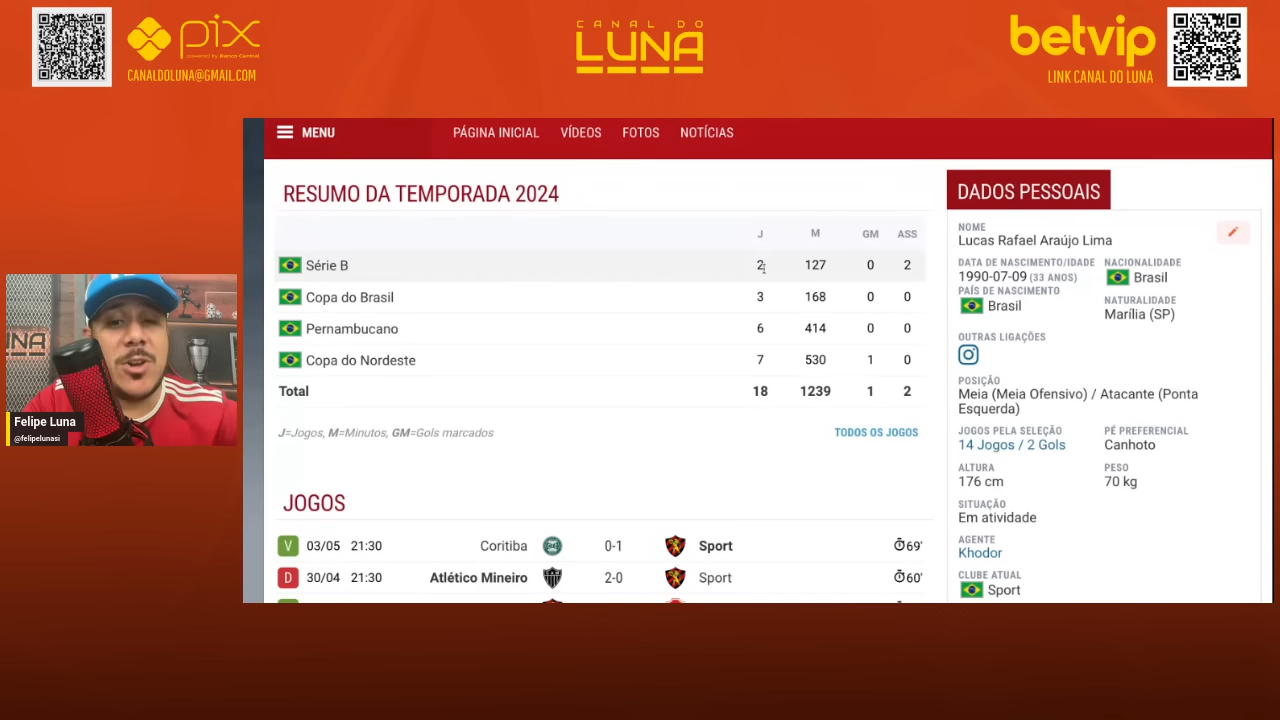 pix
powered by Banco Central
CANALDOLUNA@GMAIL.COM
CANAL DO
LUNA
betvip
LINK CANAL DO LUNA
MENU
PÁGINA INICIAL VÍDEOS FOTOS NOTÍCIAS
RESUMO DA TEMPORADA 2024
J M GM ASS
Série B 2 127 0 2
Copa do Brasil 3 168 0 0
Pernambucano 6 414 0 0
Copa do Nordeste 7 530 1 0
Total 18 1239 1 2
J=Jogos, M=Minutos, GM=Gols marcados
TODOS OS JOGOS
JOGOS
V 03/05 21:30 Coritiba 0-1 Sport 69'
D 30/04 21:30 Atlético Mineiro 2-0 Sport 60'
DADOS PESSOAIS
NOME
Lucas Rafael Araújo Lima
DATA DE NASCIMENTO/IDADE NACIONALIDADE
1990-07-09 (33 ANOS) Brasil
PAÍS DE NASCIMENTO
Brasil
NATURALIDADE
Marília (SP)
OUTRAS LIGAÇÕES
POSIÇÃO
Meia (Meia Ofensivo) / Atacante (Ponta
Esquerda)
JOGOS PELA SELEÇÃO PÉ PREFERENCIAL
14 Jogos / 2 Gols Canhoto
ALTURA PESO
176 cm 70 kg
SITUAÇÃO
Em atividade
AGENTE
Khodor
CLUBE ATUAL
Sport
UNA
Felipe Luna
@felipelunasi